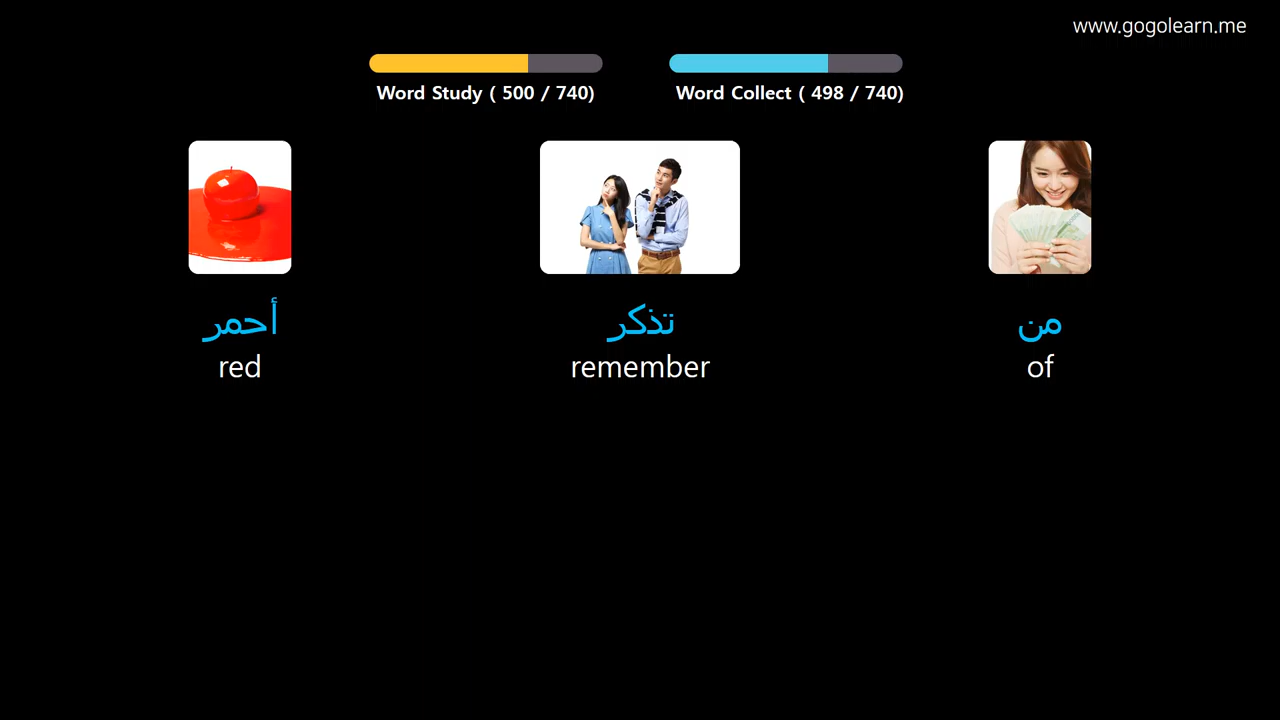 www.gogolearn.me
Word Study ( 500 / 740)
Word Collect ( 498 / 740)
أحمر
red
تذكر
remember
من
of